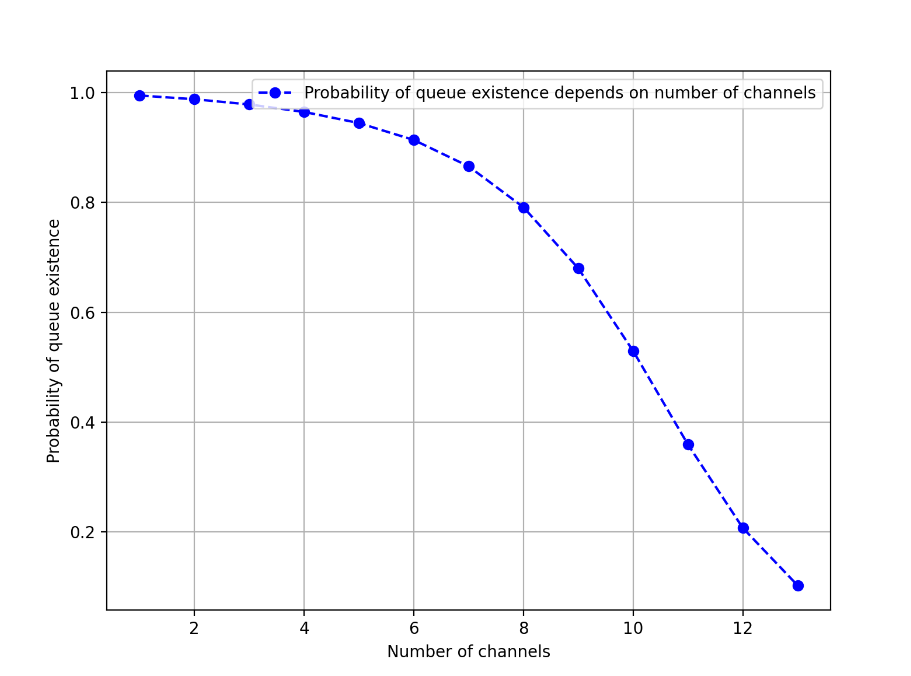 Probability of queue existence depends on number of channels
1.0
0.8
0.6
0.4
0.2
Probability of queue existence
2 4 6 8 10 12
Number of channels